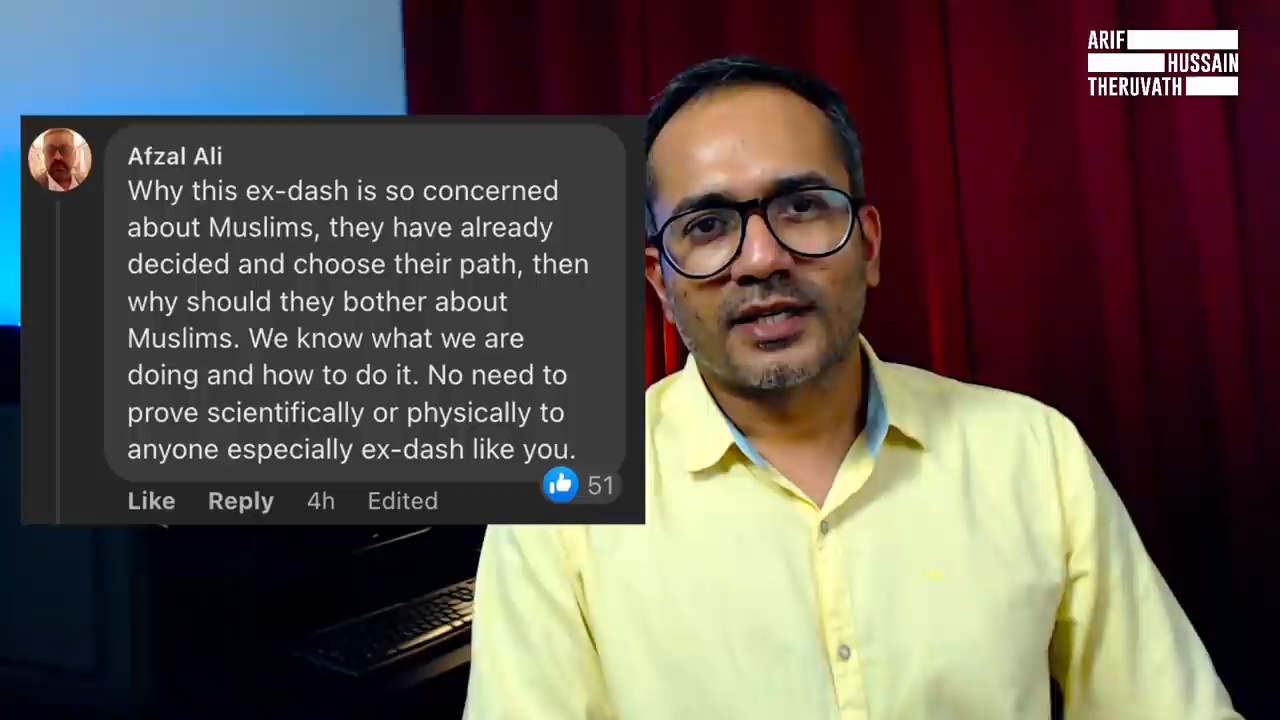 ARIF
HUSSAIN
THERUVATH
Afzal Ali
Why this ex-dash is so concerned
about Muslims, they have already
decided and choose their path, then
why should they bother about
Muslims. We know what we are
doing and how to do it. No need to
prove scientifically or physically to
anyone especially ex-dash like you.
51
Like Reply 4h Edited